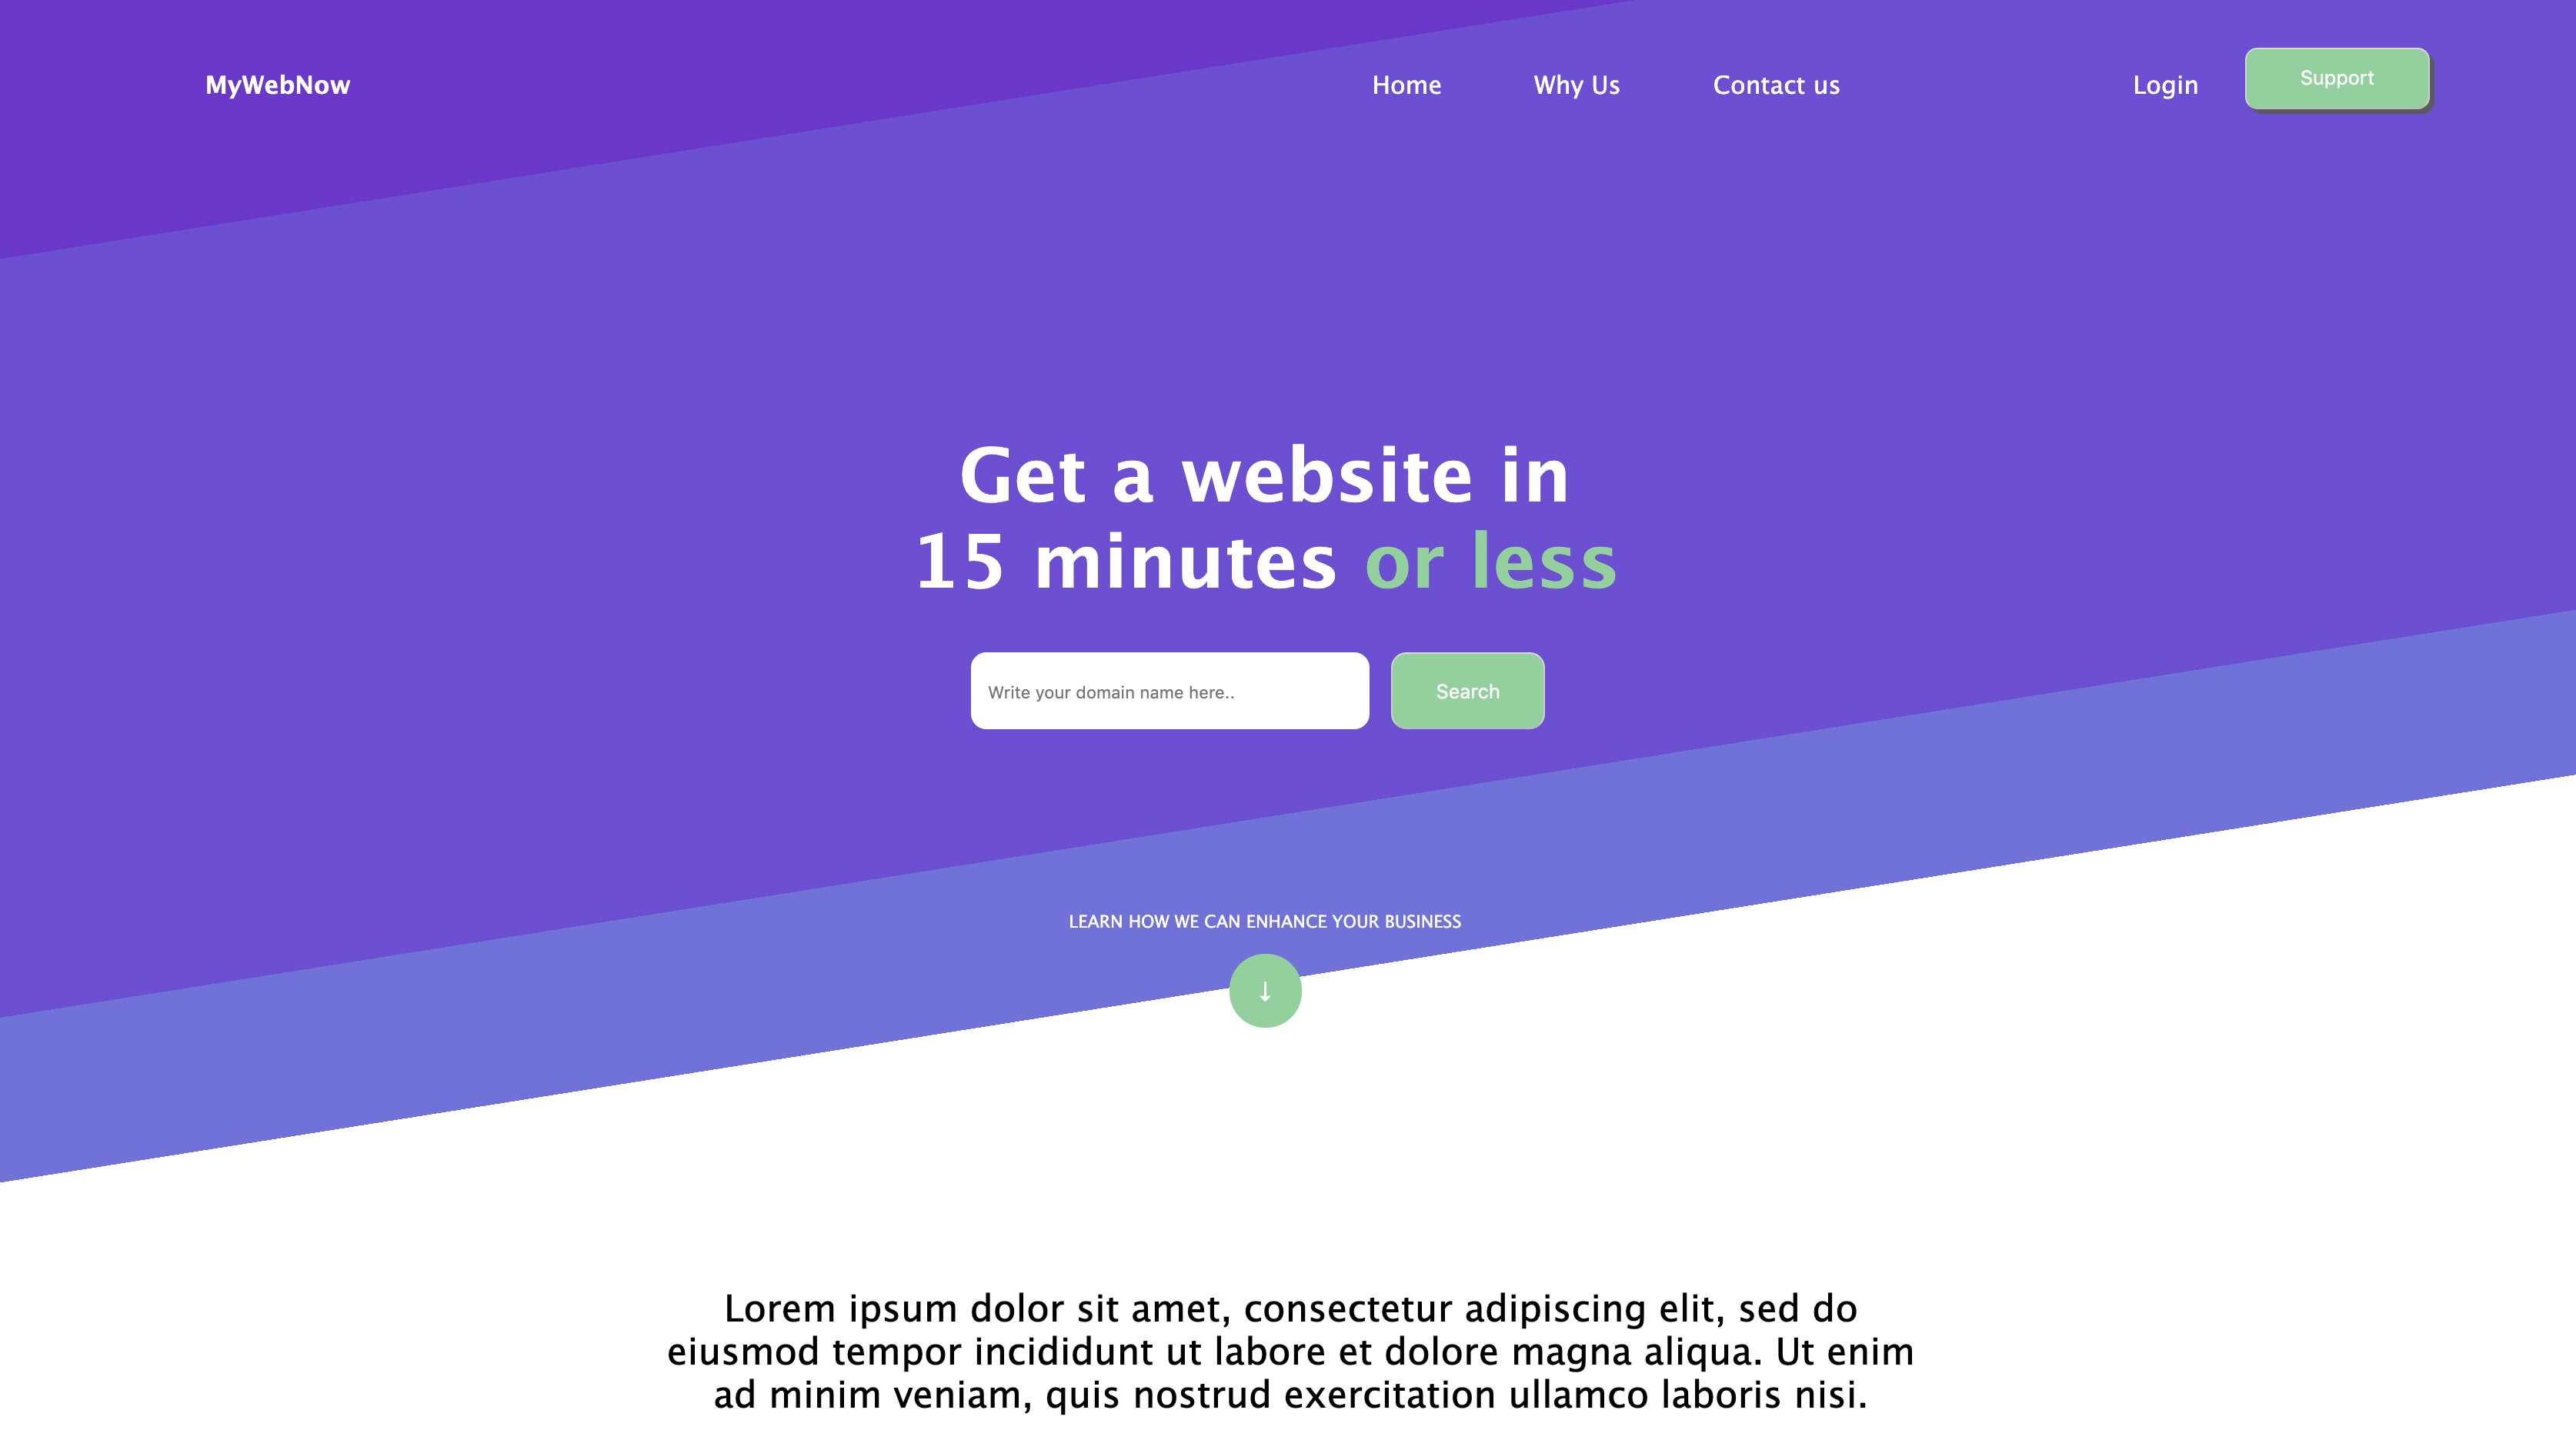 MyWebNow
Home
Why Us
Contact us
Login
Support
Get a website in
15 minutes or less
Write your domain name here..
Search
LEARN HOW WE CAN ENHANCE YOUR BUSINESS
↓
Lorem ipsum dolor sit amet, consectetur adipiscing elit, sed do
eiusmod tempor incididunt ut labore et dolore magna aliqua. Ut enim
ad minim veniam, quis nostrud exercitation ullamco laboris nisi.